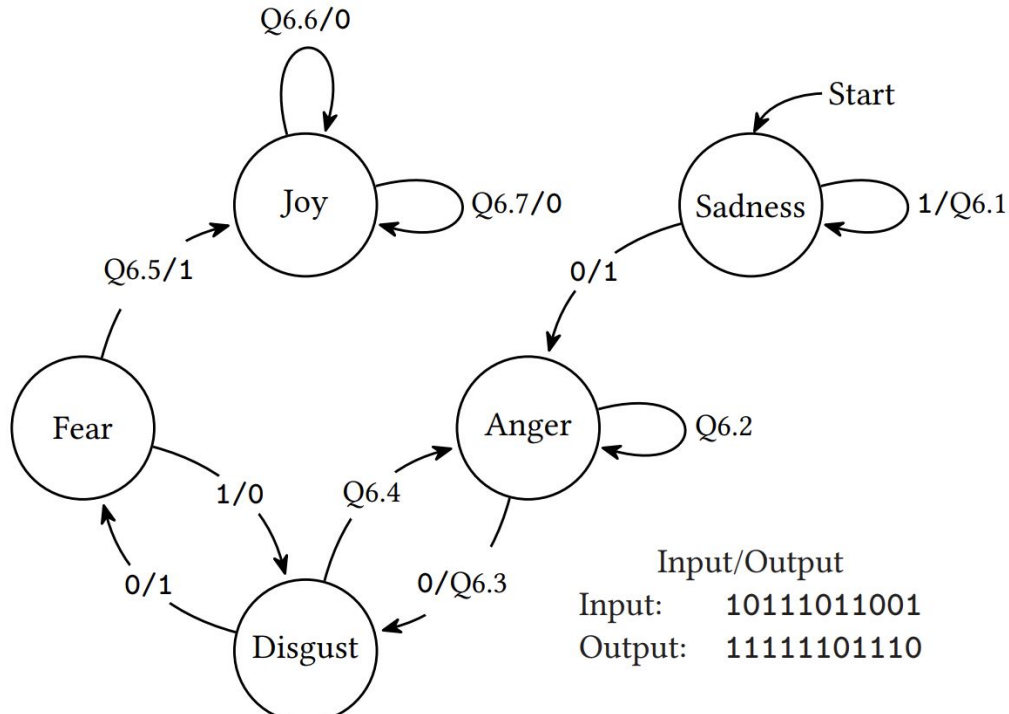 Q6.6/0
Start
Joy
Q6.7/0
Sadness
1/Q6.1
Q6.5/1
0/1
Fear
Anger
Q6.2
1/0
Q6.4
0/1
0/Q6.3
Disgust
Input/Output
Input: 10111011001
Output: 11111101110